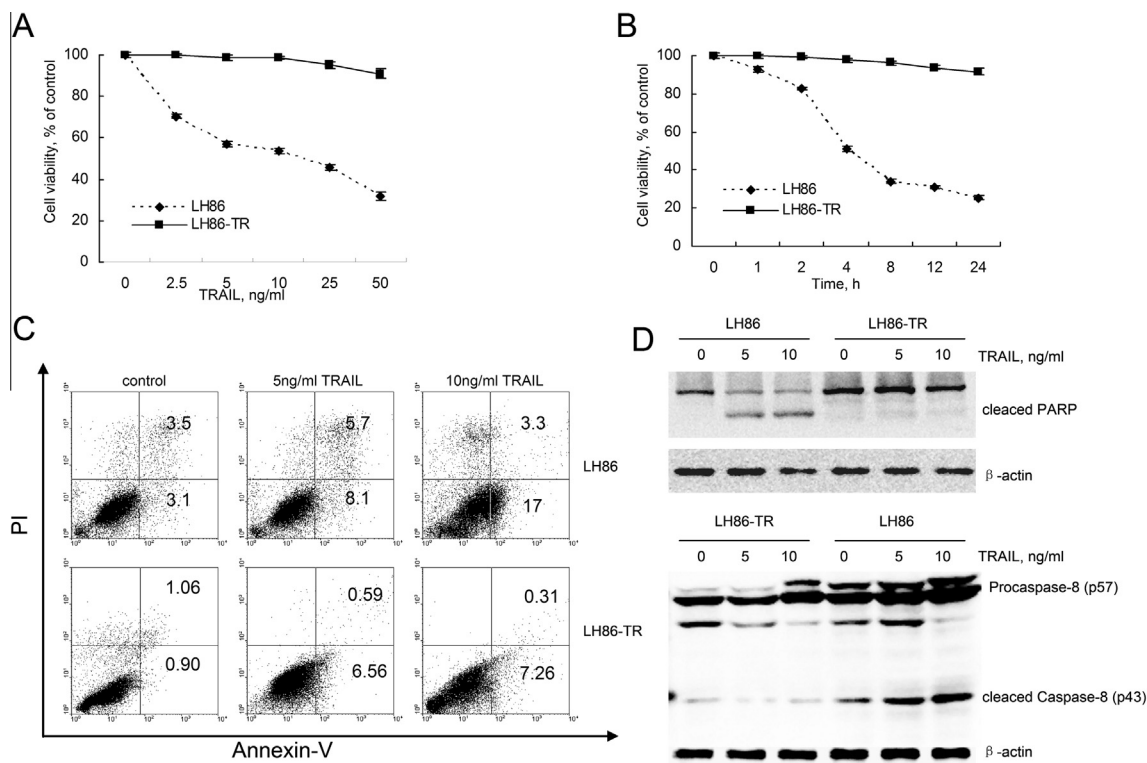 A
Cell viability, % of control
100
80
60
40
20
0
LH86
LH86-TR
0 2.5 5 10 25 50
TRAIL, ng/ml
B
Cell viability, % of control
100
80
60
40
20
0
LH86
LH86-TR
0 1 2 4 8 12 24
Time, h
C
control 5ng/ml TRAIL 10ng/ml TRAIL
3.5 5.7 3.3
3.1 8.1 17
LH86
1.06 0.59 0.31
0.90 6.56 7.26
LH86-TR
PI
Annexin-V
D
LH86 LH86-TR
0 5 10 0 5 10 TRAIL, ng/ml
cleaced PARP
β-actin
LH86-TR LH86
0 5 10 0 5 10 TRAIL, ng/ml
Procaspase-8 (p57)
cleaced Caspase-8 (p43)
β-actin